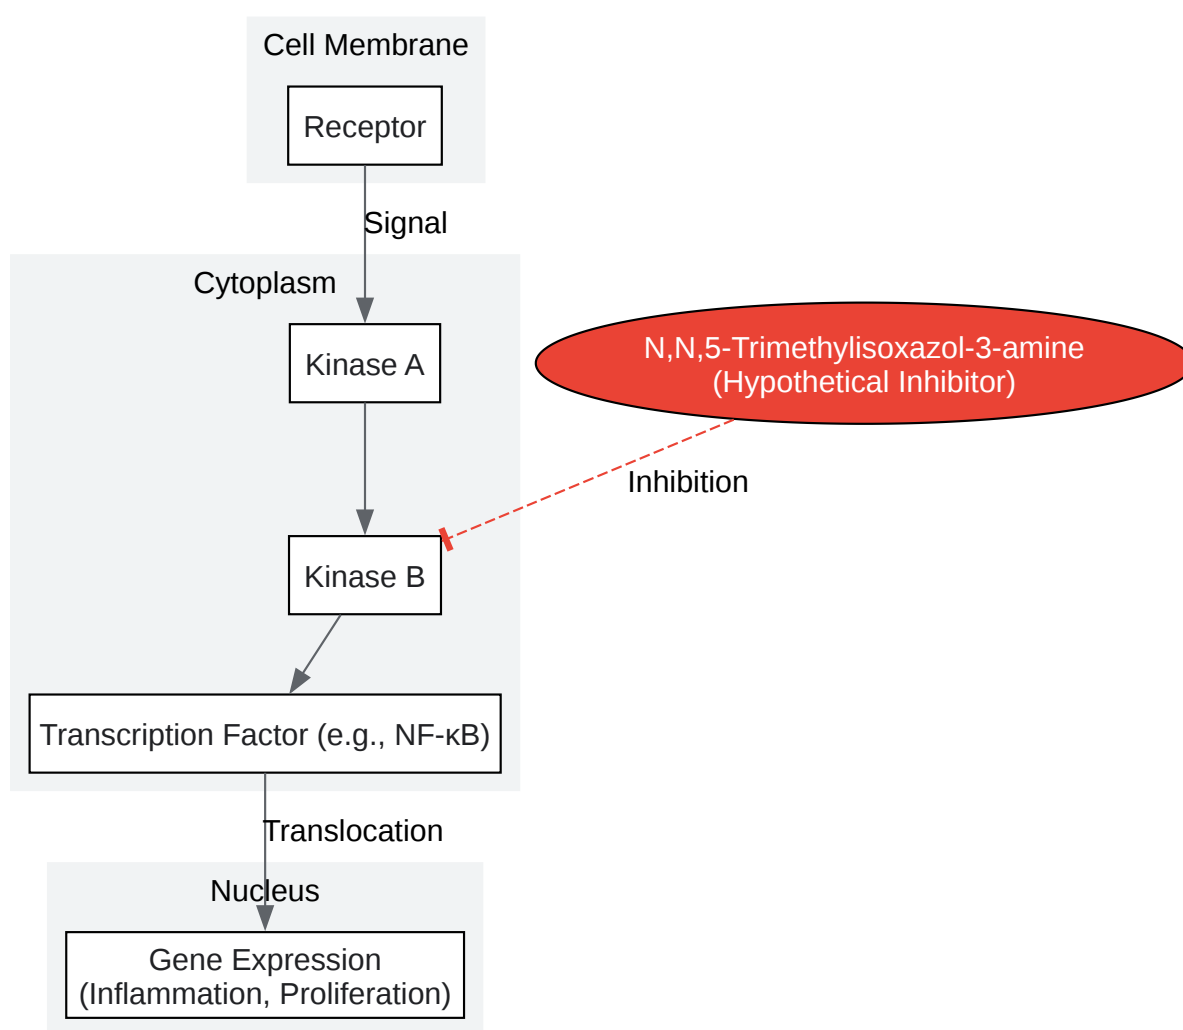 Cell Membrane
Receptor
Signal
Cytoplasm
Kinase A
N,N,5-Trimethylisoxazol-3-amine
(Hypothetical Inhibitor)
Inhibition
Kinase B
Transcription Factor (e.g., NF-κB)
Translocation
Nucleus
Gene Expression
(Inflammation, Proliferation)